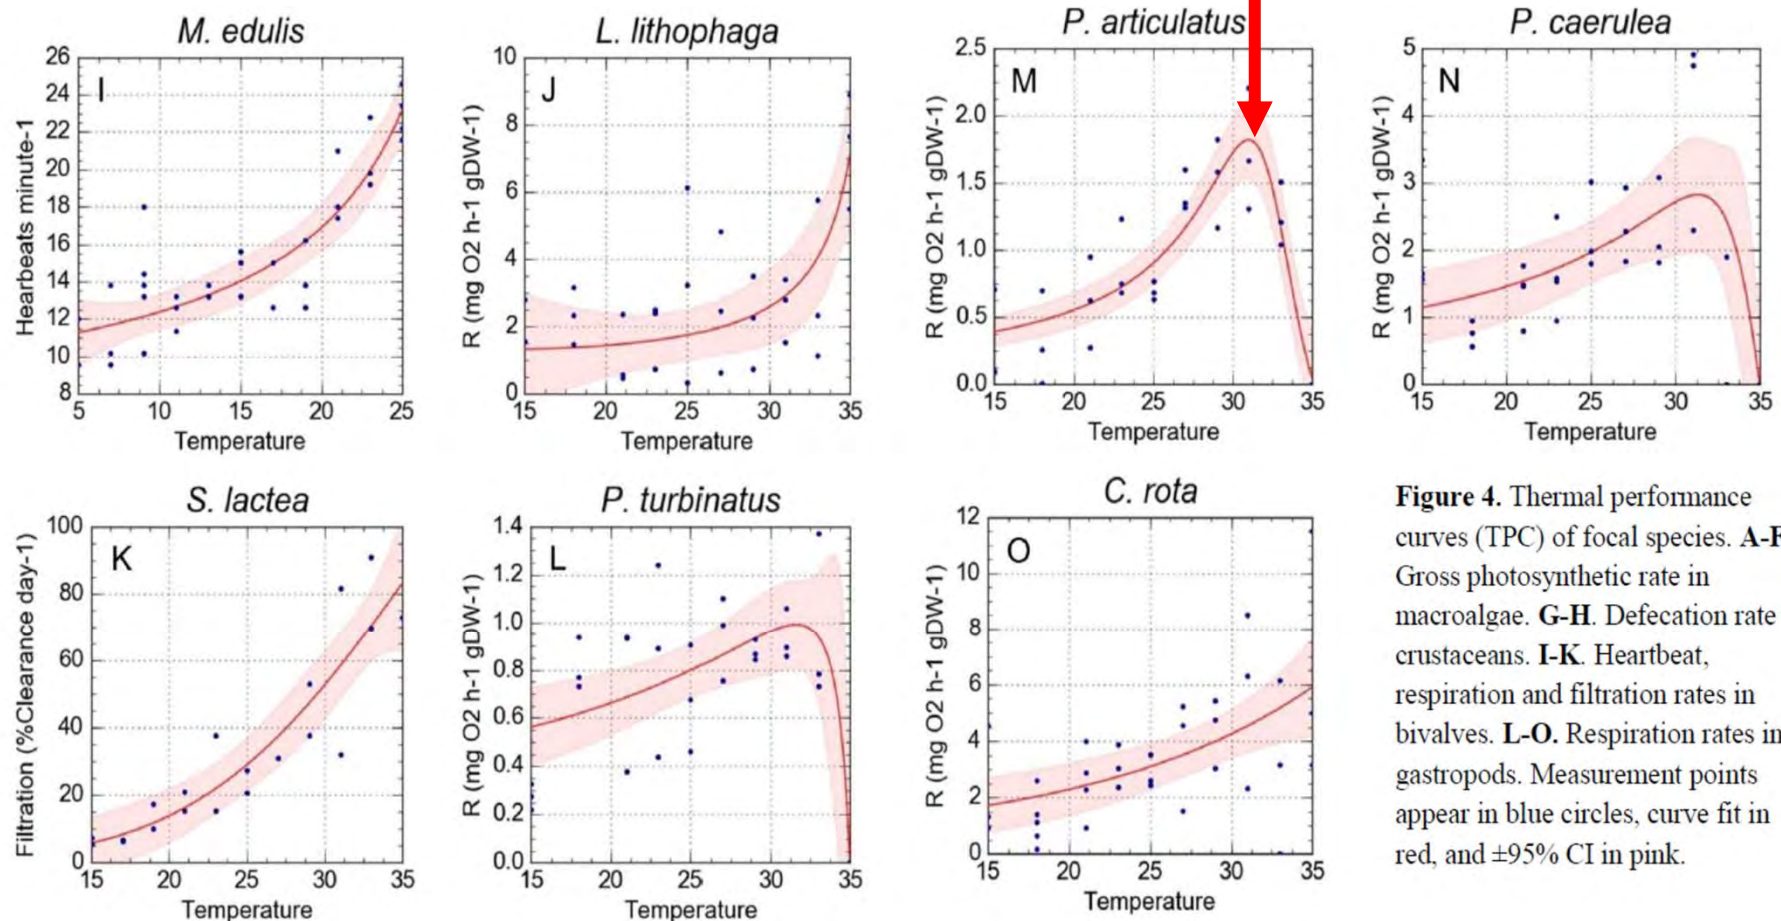 M. edulis
I
26
24
22
20
18
16
14
12
10
8
Hearbeats minute-1
5 10 15 20 25
Temperature
L. lithophaga
J
10
8
6
4
2
0
R (mg O2 h-1 gDW-1)
15 20 25 30 35
Temperature
P. articulatus
M
2.5
2.0
1.5
1.0
0.5
0.0
R (mg O2 h-1 gDW-1)
15 20 25 30 35
Temperature
P. caerulea
N
5
4
3
2
1
0
R (mg O2 h-1 gDW-1)
15 20 25 30 35
Temperature
S. lactea
K
100
80
60
40
20
0
Filtration (%Clearance day-1)
15 20 25 30 35
Temperature
P. turbinatus
L
1.4
1.2
1.0
0.8
0.6
0.4
0.2
0.0
R (mg O2 h-1 gDW-1)
15 20 25 30 35
Temperature
C. rota
O
12
10
8
6
4
2
0
R (mg O2 h-1 gDW-1)
15 20 25 30 35
Temperature
Figure 4. Thermal performance
curves (TPC) of focal species. A-F
Gross photosynthetic rate in
macroalgae. G-H. Defecation rate
crustaceans. I-K. Heartbeat,
respiration and filtration rates in
bivalves. L-O. Respiration rates in
gastropods. Measurement points
appear in blue circles, curve fit in
red, and ±95% CI in pink.